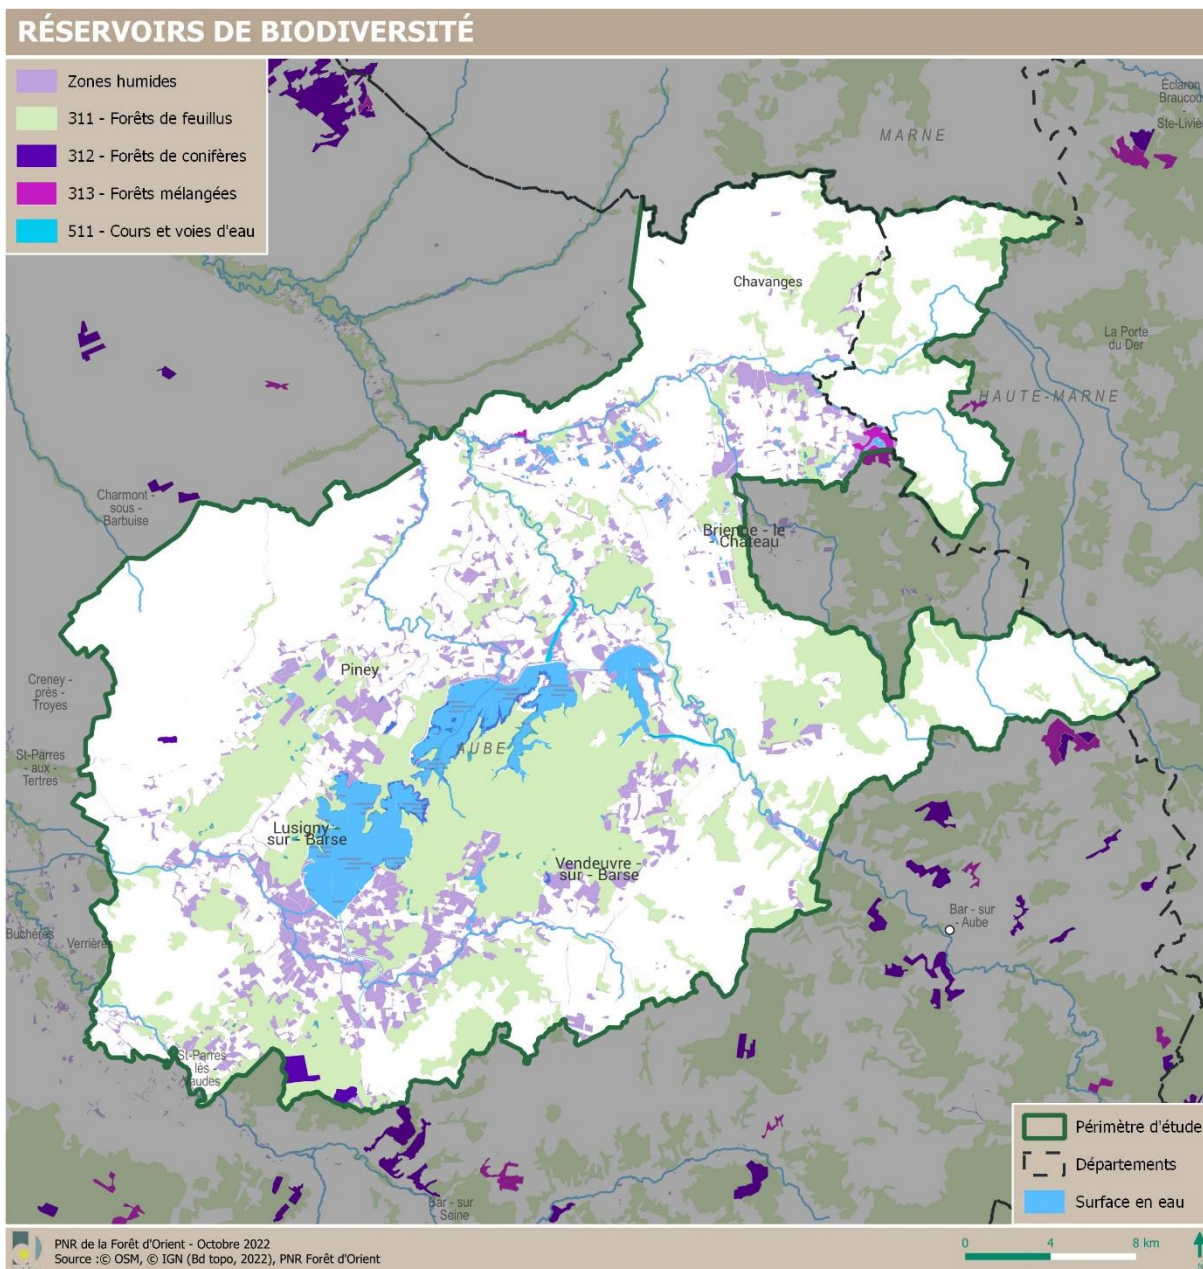 RÉSERVOIRS DE BIODIVERSITÉ
Zones humides
311 - Forêts de feuillus
312 - Forêts de conifères
313 - Forêts mélangées
511 - Cours et voies d'eau
Éclaron
Braucourt
-
Ste-Livière
MARNE
Chavanges
La Porte
du Der
HAUTE-MARNE
Charmont -
sous -
Barbuise
Brienne - le
- Château
Piney
Creney -
près -
Troyes
AUBE
St-Parres
- aux -
Tertres
Lusigny -
sur - Barse
Vendeuvre -
sur - Barse
Bar - sur
- Aube
Buchères
Verrières
St-Parres
- lès -
Vaudes
Bar - sur
Seine
Périmètre d'étude
Départements
Surface en eau
PNR de la Forêt d'Orient - Octobre 2022
Source :© OSM, © IGN (Bd topo, 2022), PNR Forêt d'Orient
0 4 8 km